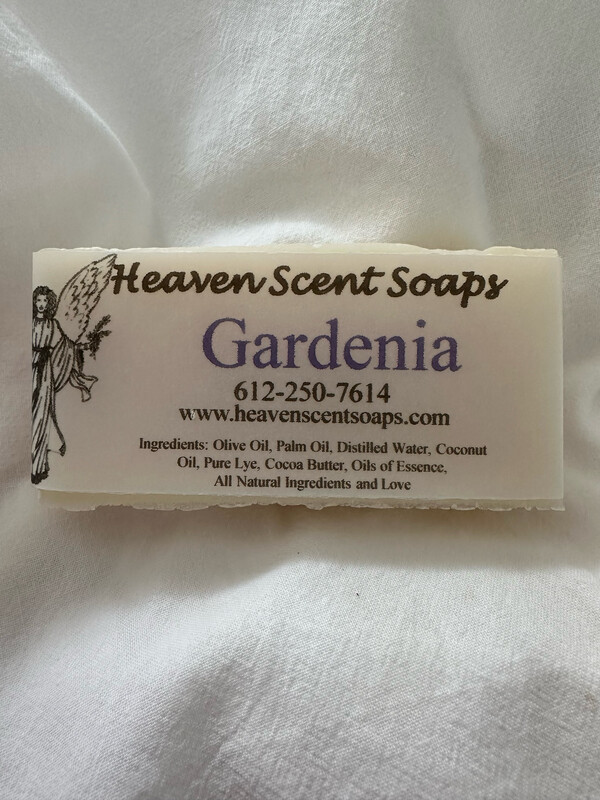 Heaven Scent Soaps
Gardenia
612-250-7614
www.heavenscentsoaps.com
Ingredients: Olive Oil, Palm Oil, Distilled Water, Coconut
Oil, Pure Lye, Cocoa Butter, Oils of Essence,
All Natural Ingredients and Love